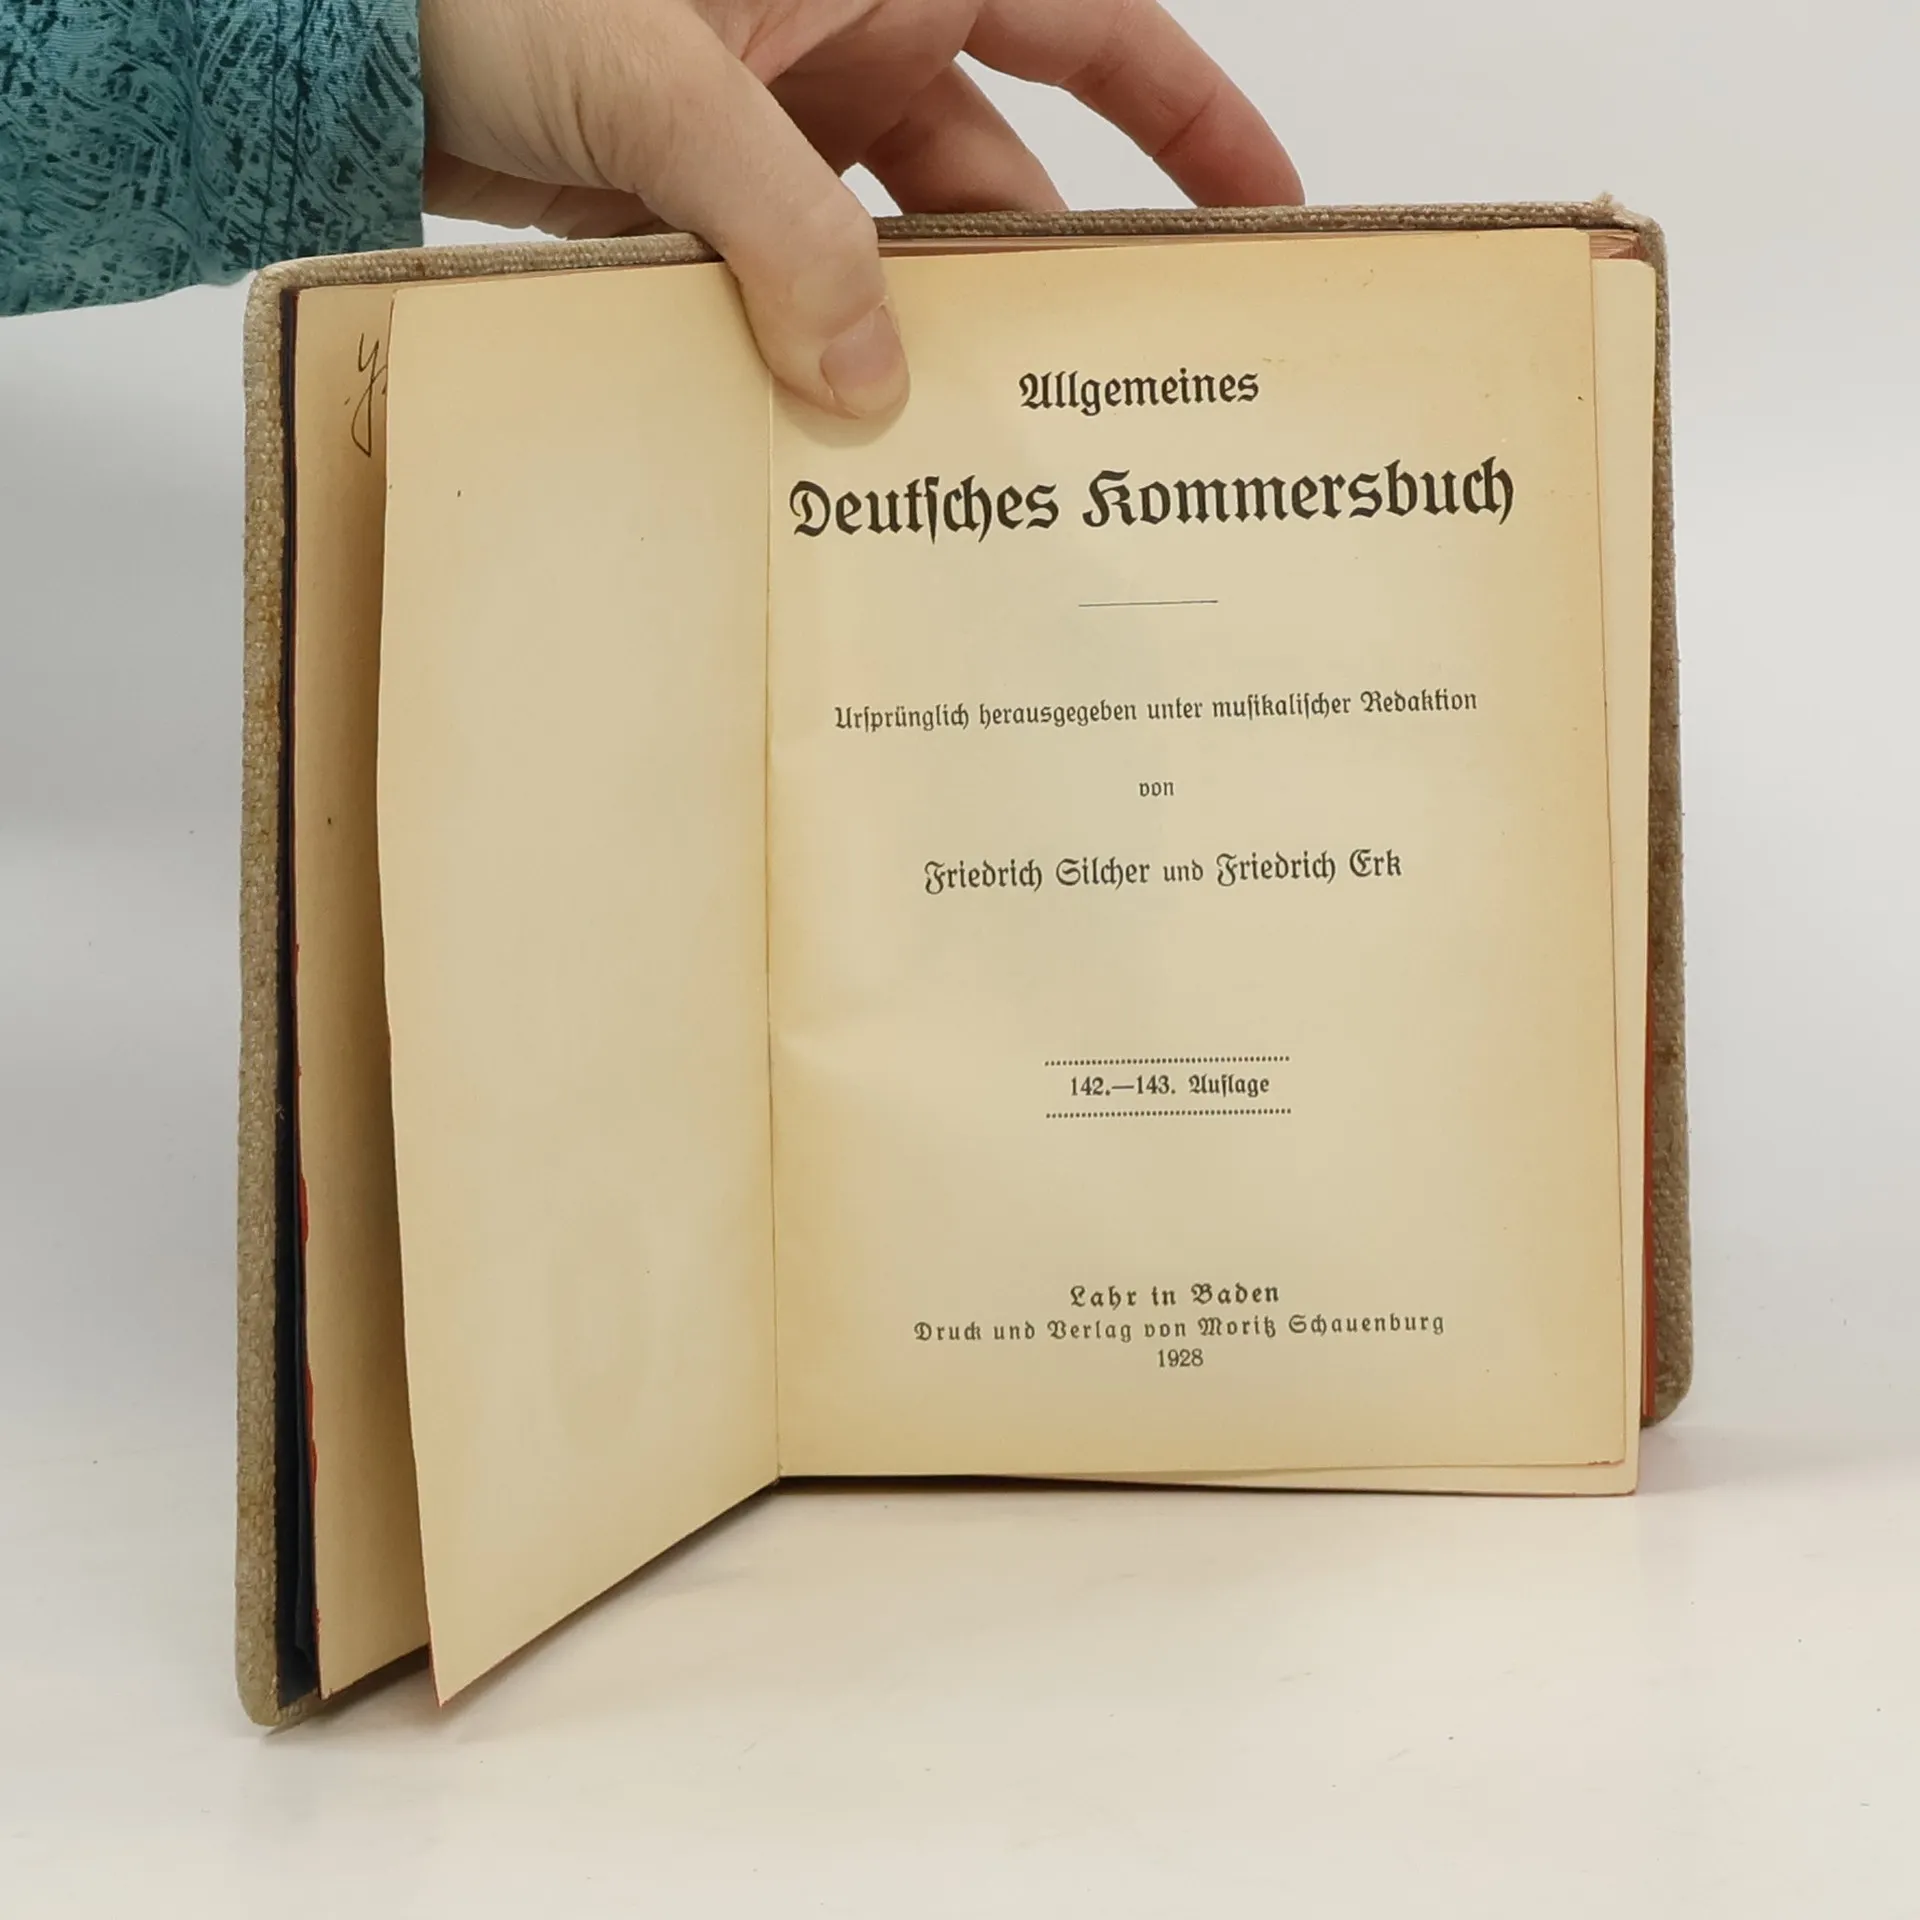 Allgemeines
Deutſches Kommersbuch
Urſprünglich herausgegeben unter muſikaliſcher Redaktion
von
Friedrich Silcher und Friedrich Erk
142.—143. Auflage
Lahr in Baden
Druck und Verlag von Moritz Schauenburg
1928